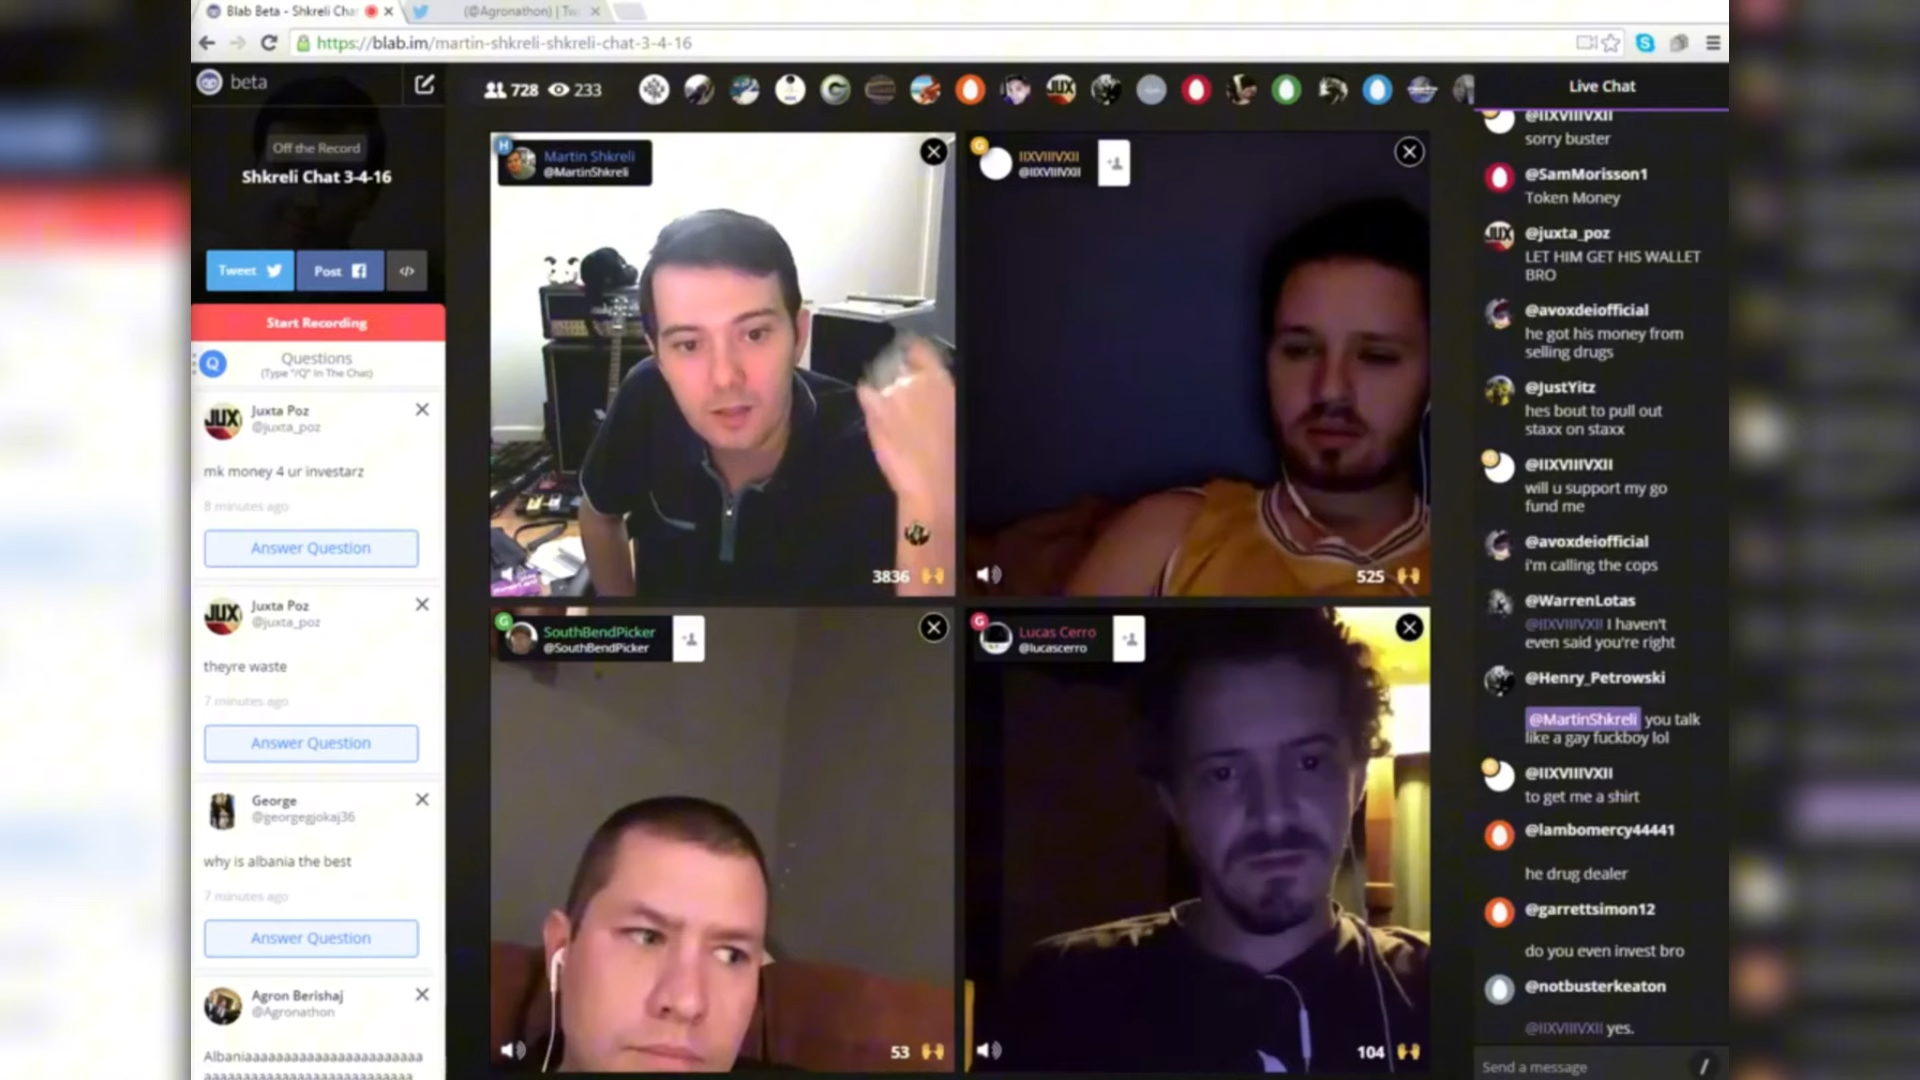 Blab Beta - Shkreli Cha
(@Agronathon) | Tw
https://blab.im/martin-shkreli-shkreli-chat-3-4-16
beta
Off the Record
Shkreli Chat 3-4-16
Tweet
Post
</>
Start Recording
Q
Questions
(Type "/Q" In The Chat)
JUX
Juxta Poz
@juxta_poz
mk money 4 ur investarz
8 minutes ago
Answer Question
JUX
Juxta Poz
@juxta_poz
theyre waste
7 minutes ago
Answer Question
George
@georgegjokaj36
why is albania the best
7 minutes ago
Answer Question
Agron Berishaj
@Agronathon
728
233
JUX
H
Martin Shkreli
@MartinShkreli
3836
G
IIXVIIIVXII
@IIXVIIIVXII
525
G
SouthBendPicker
@SouthBendPicker
53
G
Lucas Cerro
@lucascerro
104
Live Chat
@IIXVIIIVXII
sorry buster
@SamMorisson1
Token Money
JUX
@juxta_poz
LET HIM GET HIS WALLET
BRO
@avoxdeiofficial
he got his money from
selling drugs
@JustYitz
hes bout to pull out
staxx on staxx
@IIXVIIIVXII
will u support my go
fund me
@avoxdeiofficial
i'm calling the cops
@WarrenLotas
@IIXVIIIVXII I haven't
even said you're right
@Henry_Petrowski
@MartinShkreli you talk
like a gay fuckboy lol
@IIXVIIIVXII
to get me a shirt
@lambomercy44441
he drug dealer
@garrettsimon12
do you even invest bro
@notbusterkeaton
@IIXVIIIVXII yes.
Send a message
/